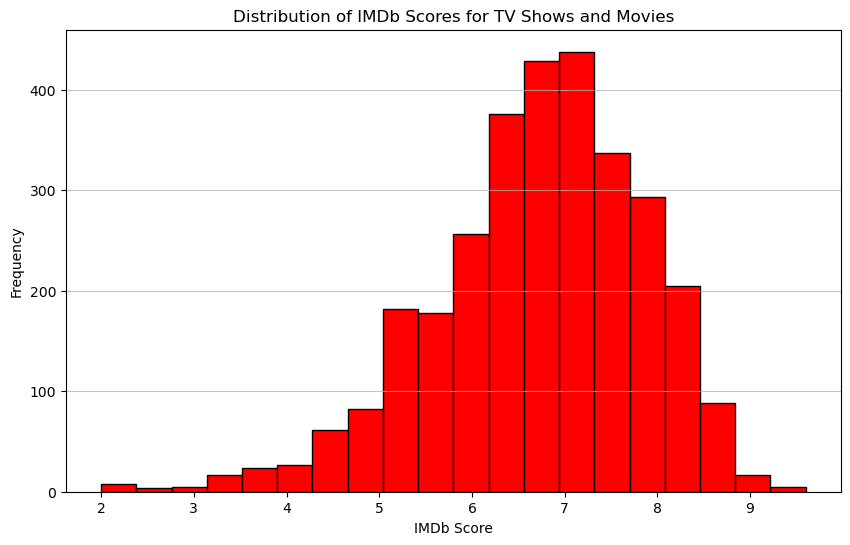 Distribution of IMDb Scores for TV Shows and Movies
400
300
200
100
0
Frequency
2 3 4 5 6 7 8 9
IMDb Score